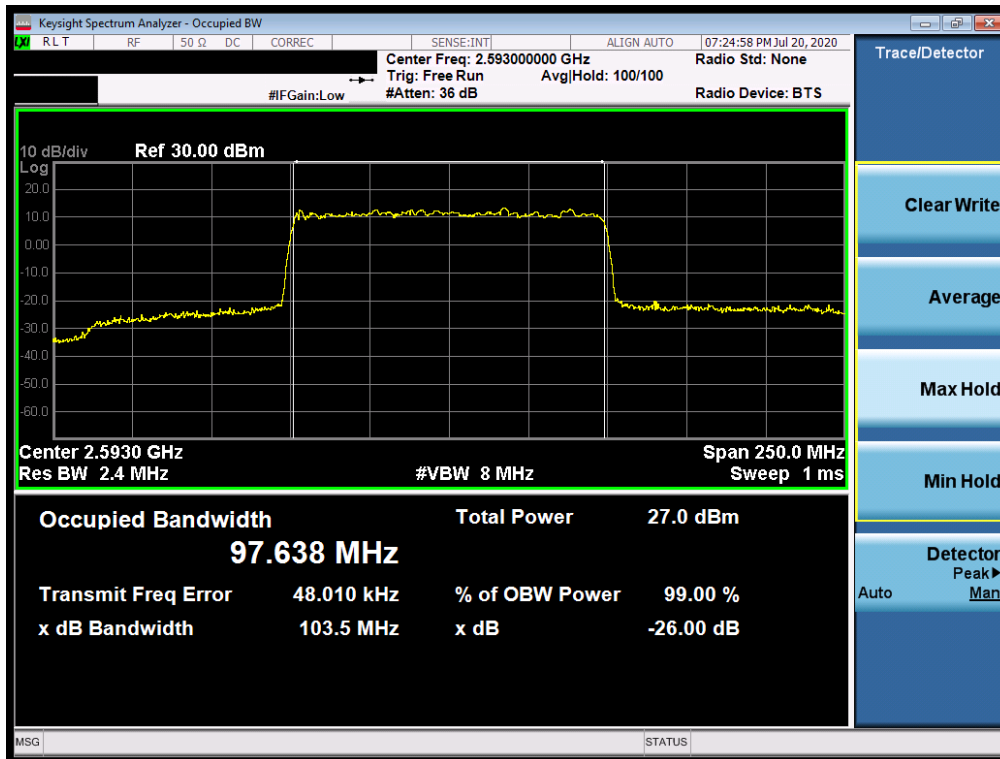 Keysight Spectrum Analyzer - Occupied BW
LXI RLT RF 50 Ω DC CORREC SENSE:INT ALIGN AUTO 07:24:58 PM Jul 20, 2020
Center Freq: 2.593000000 GHz Radio Std: None
Trig: Free Run Avg|Hold: 100/100
#IFGain:Low #Atten: 36 dB Radio Device: BTS
10 dB/div Ref 30.00 dBm
Log
20.0
10.0
0.00
-10.0
-20.0
-30.0
-40.0
-50.0
-60.0
Center 2.5930 GHz Span 250.0 MHz
Res BW 2.4 MHz #VBW 8 MHz Sweep 1 ms
Occupied Bandwidth Total Power 27.0 dBm
97.638 MHz
Transmit Freq Error 48.010 kHz % of OBW Power 99.00 %
x dB Bandwidth 103.5 MHz x dB -26.00 dB
MSG STATUS
Trace/Detector
Clear Write
Average
Max Hold
Min Hold
Detector
Peak▶
Auto Man